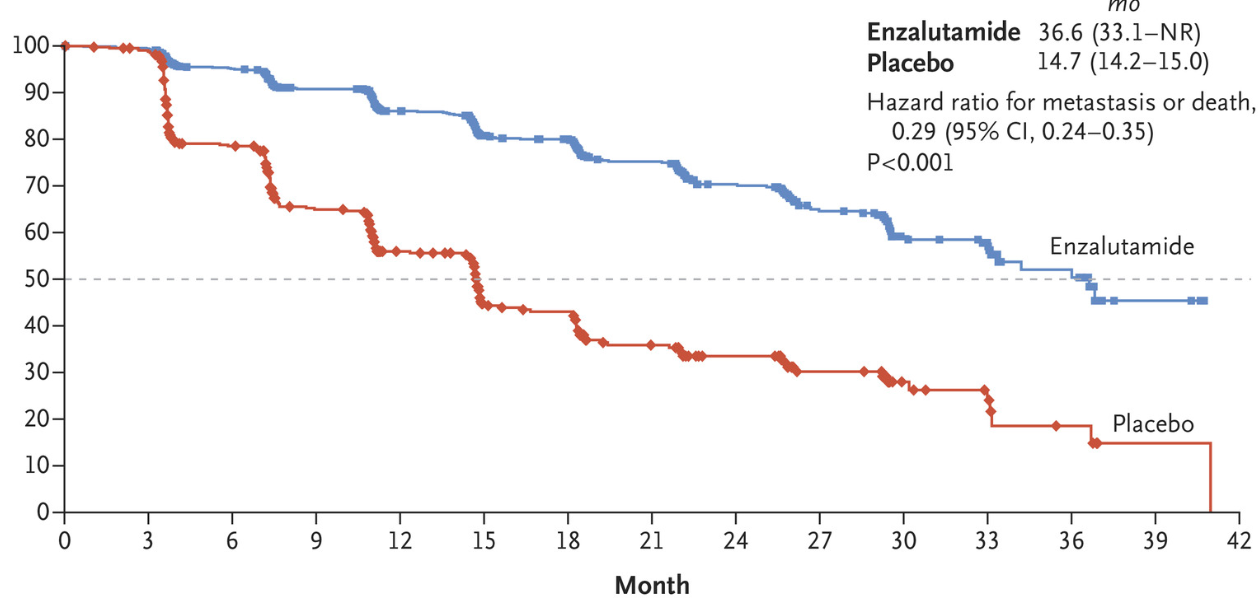 mo
Enzalutamide 36.6 (33.1–NR)
Placebo 14.7 (14.2–15.0)
Hazard ratio for metastasis or death,
0.29 (95% CI, 0.24–0.35)
P<0.001
100
90
80
70
60
50
40
30
20
10
0
Enzalutamide
Placebo
0 3 6 9 12 15 18 21 24 27 30 33 36 39 42
Month